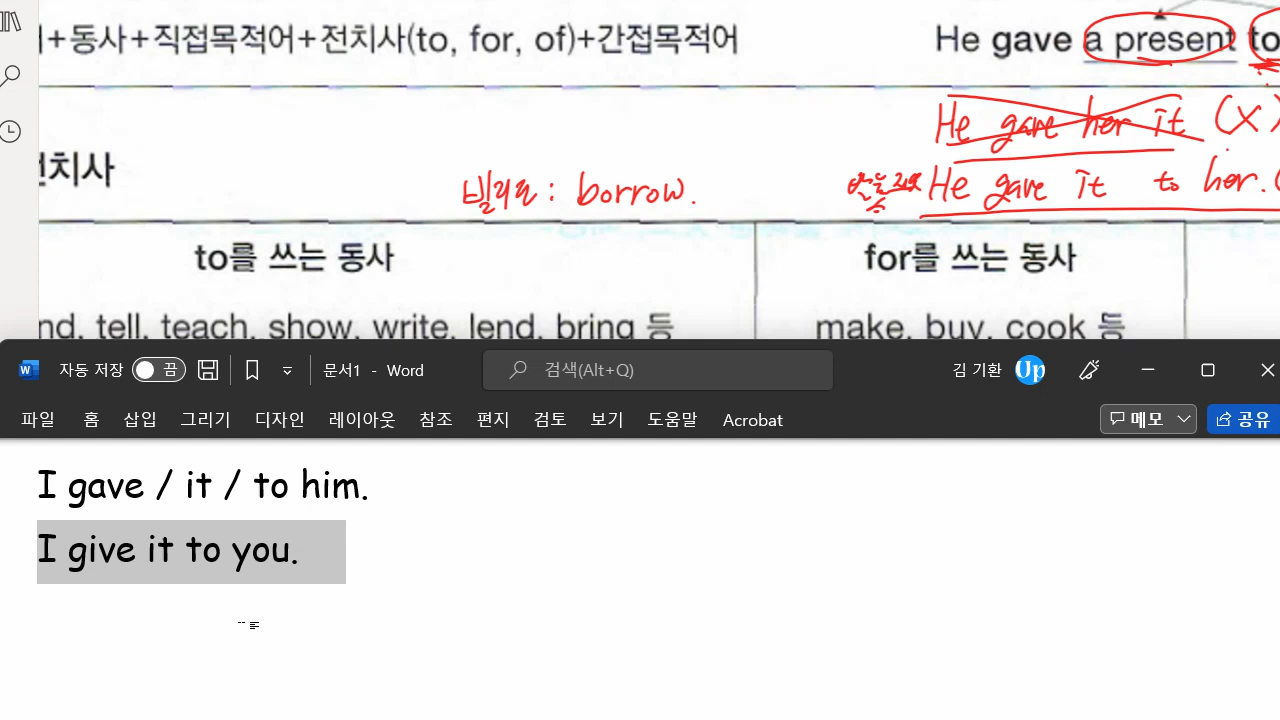 +동사+직접목적어+전치사(to, for, of)+간접목적어
He gave a present to
He gave her it (X)
전치사
빌리도 : borrow.
He gave it to her.
to를 쓰는 동사
for를 쓰는 동사
tell, teach, show, write, lend, bring 등
make, buy, cook 등
자동 저장 끔 문서1 - Word 검색(Alt+Q) 김 기환 Up
파일 홈 삽입 그리기 디자인 레이아웃 참조 편지 검토 보기 도움말 Acrobat 메모 공유
I gave / it / to him.
I give it to you.